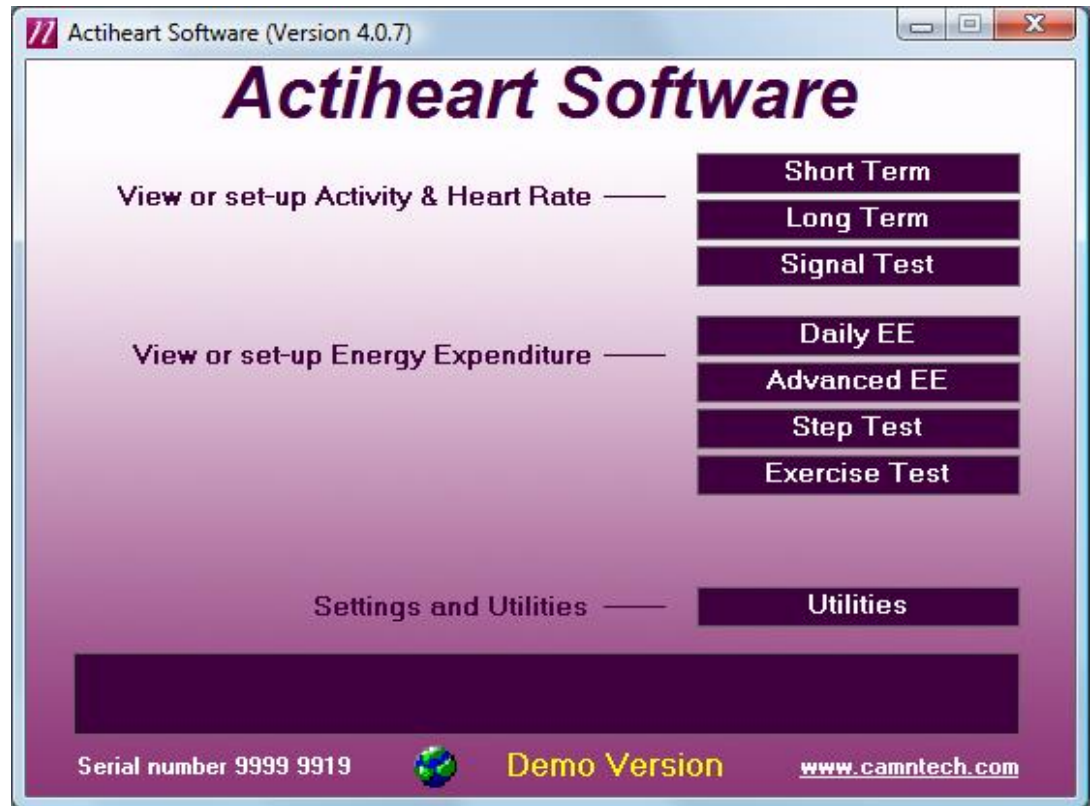 Actiheart Software (Version 4.0.7)
Actiheart Software
View or set-up Activity & Heart Rate
Short Term
Long Term
Signal Test
View or set-up Energy Expenditure
Daily EE
Advanced EE
Step Test
Exercise Test
Settings and Utilities
Utilities
Serial number 9999 9919
Demo Version
www.camntech.com